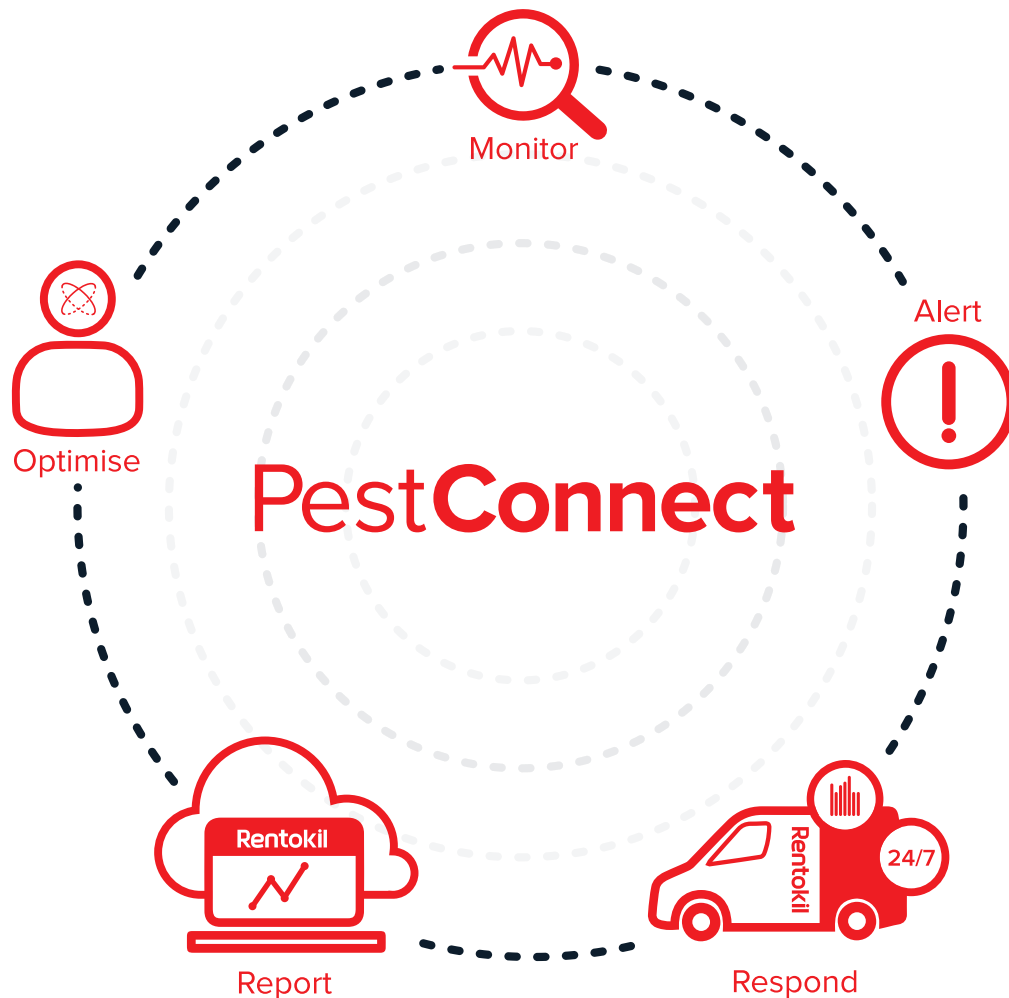 Monitor
Alert
Optimise
PestConnect
Rentokil
Rentokil
24/7
Report
Respond